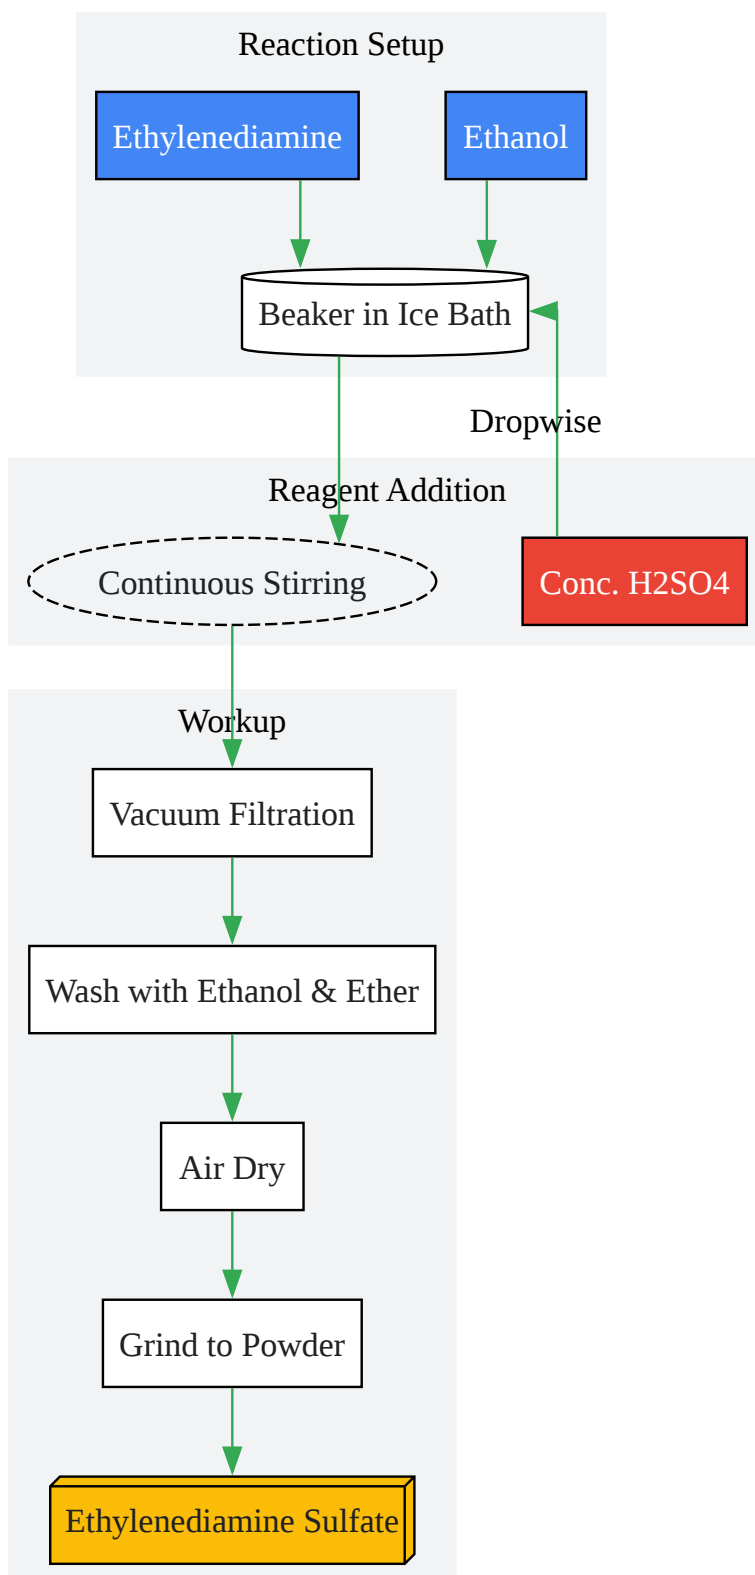 Reaction Setup
Ethylenediamine
Ethanol
Beaker in Ice Bath
Dropwise
Reagent Addition
Continuous Stirring
Conc. H2SO4
Workup
Vacuum Filtration
Wash with Ethanol & Ether
Air Dry
Grind to Powder
Ethylenediamine Sulfate